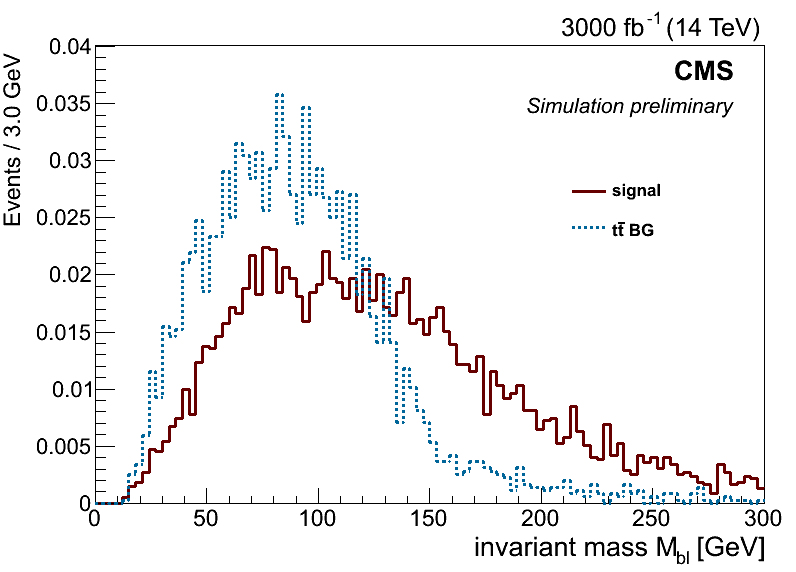 3000 fb⁻¹ (14 TeV)
CMS
Simulation preliminary
signal
tt̄ BG
Events / 3.0 GeV
0.04
0.035
0.03
0.025
0.02
0.015
0.01
0.005
0
0 50 100 150 200 250 300
invariant mass M_bl [GeV]